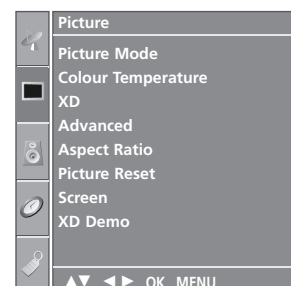 Picture
Picture Mode
Colour Temperature
XD
Advanced
Aspect Ratio
Picture Reset
Screen
XD Demo
▲▼ ◄ ► OK MENU